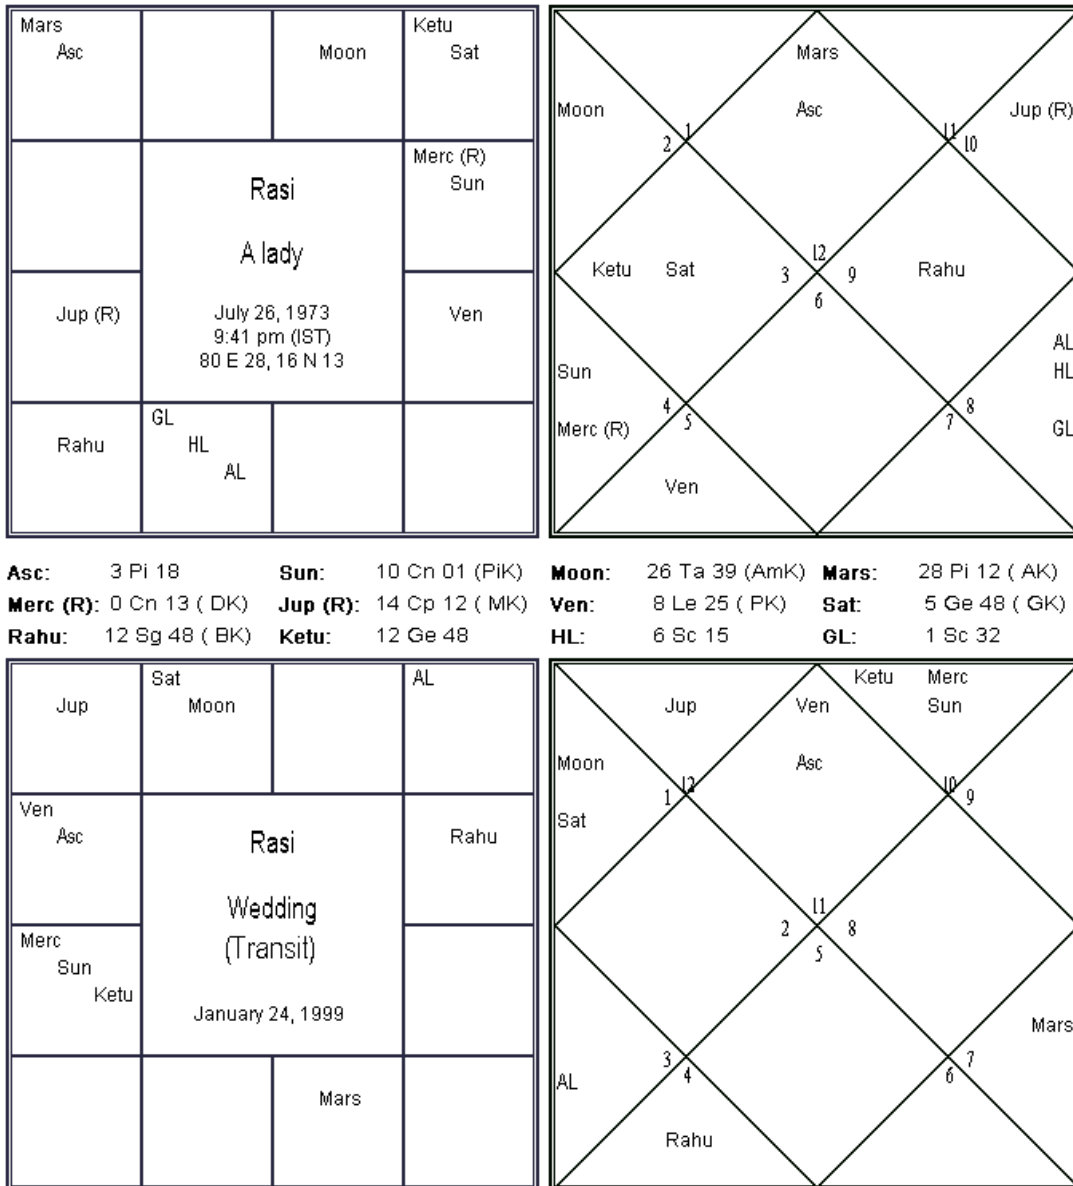 Mars
Asc
Moon
Ketu
Sat
Merc (R)
Sun
Rasi
A lady
July 26, 1973
9:41 pm (IST)
80 E 28, 16 N 13
Jup (R)
Ven
Rahu
GL
HL
AL
Mars
Asc
Moon
Jup (R)
1
2
11
10
12
Ketu Sat
3
9
Rahu
6
AL
HL
Sun
4
8
Merc (R)
5
7
GL
Ven
Asc: 3 Pi 18 Sun: 10 Cn 01 (PiK) Moon: 26 Ta 39 (AmK) Mars: 28 Pi 12 ( AK)
Merc (R): 0 Cn 13 ( DK) Jup (R): 14 Cp 12 ( MK) Ven: 8 Le 25 ( PK) Sat: 5 Ge 48 ( GK)
Rahu: 12 Sg 48 ( BK) Ketu: 12 Ge 48 HL: 6 Sc 15 GL: 1 Sc 32
Jup
Sat
Moon
AL
Ven
Asc
Rasi
Wedding
(Transit)
January 24, 1999
Rahu
Merc
Sun
Ketu
Mars
Ketu Merc
Jup
Ven
Sun
Moon
Asc
12
1
10
9
Sat
11
2
8
5
Mars
3
4
7
6
AL
Rahu